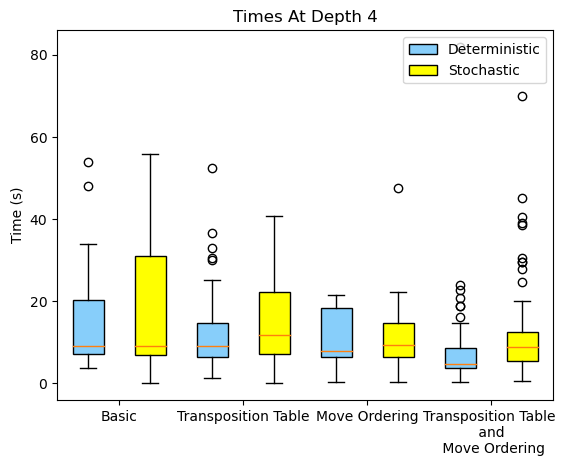 Times At Depth 4
Deterministic
Stochastic
Time (s)
80
60
40
20
0
Basic
Transposition Table
Move Ordering
Transposition Table
and
Move Ordering